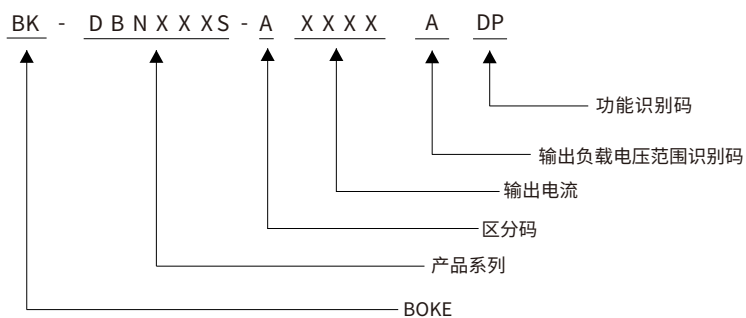 BK - DBNXXXS-A XXXX A DP
功能识别码
输出负载电压范围识别码
输出电流
区分码
产品系列
BOKE